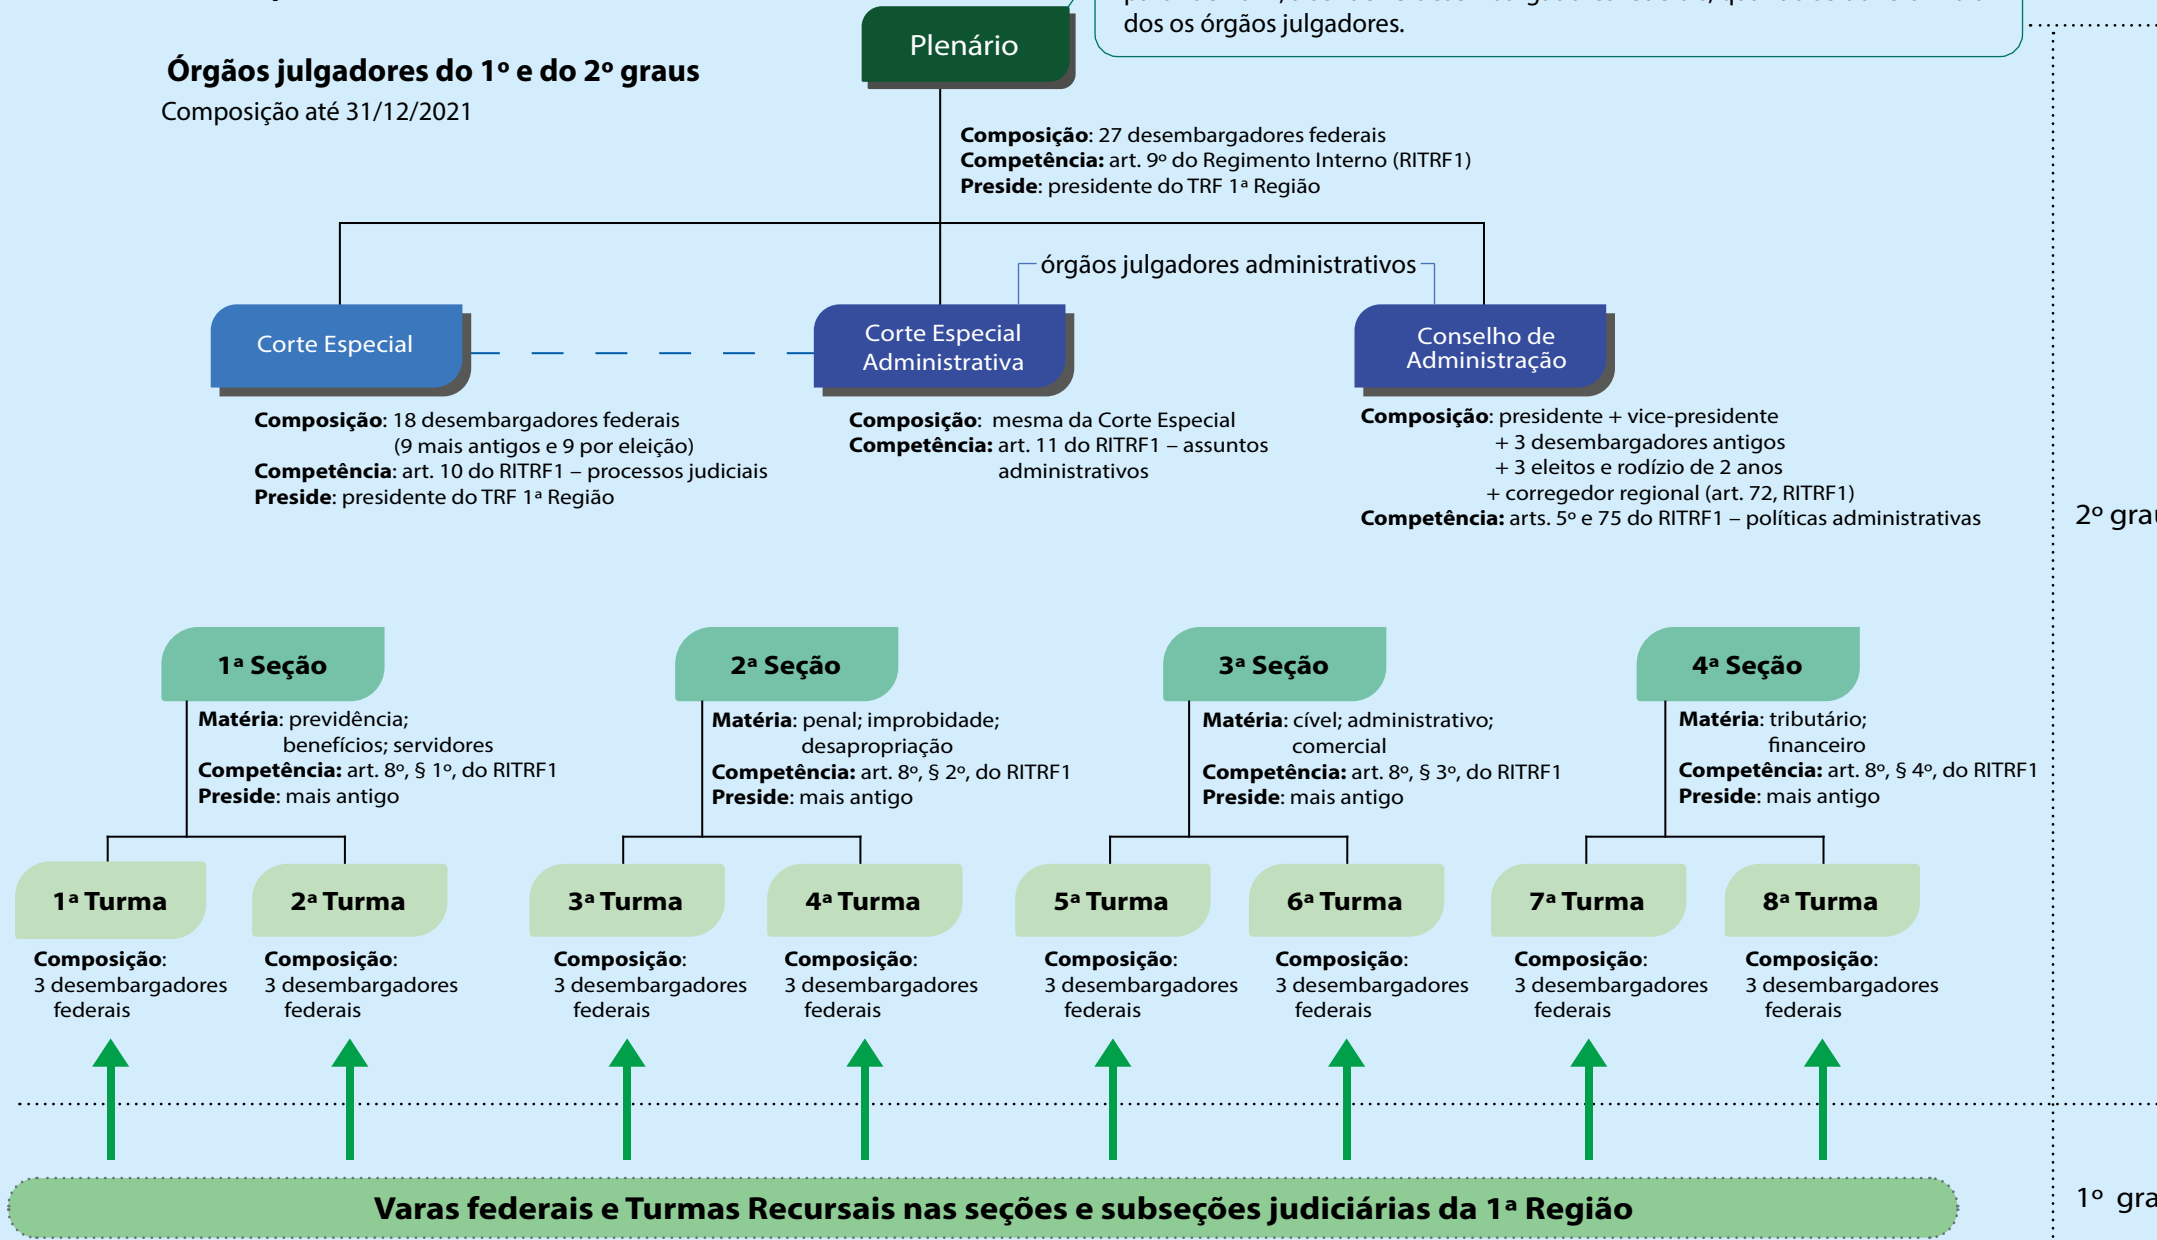 dos os órgãos julgadores.
Plenário
Órgãos julgadores do 1º e do 2º graus
Composição até 31/12/2021
Composição: 27 desembargadores federais
Competência: art. 9º do Regimento Interno (RITRF1)
Preside: presidente do TRF 1ª Região
órgãos julgadores administrativos
Corte Especial
Composição: 18 desembargadores federais
(9 mais antigos e 9 por eleição)
Competência: art. 10 do RITRF1 – processos judiciais
Preside: presidente do TRF 1ª Região
Corte Especial
Administrativa
Composição: mesma da Corte Especial
Competência: art. 11 do RITRF1 – assuntos
administrativos
Conselho de
Administração
Composição: presidente + vice-presidente
+ 3 desembargadores antigos
+ 3 eleitos e rodízio de 2 anos
+ corregedor regional (art. 72, RITRF1)
Competência: arts. 5º e 75 do RITRF1 – políticas administrativas
2º grau
1ª Seção
Matéria: previdência;
benefícios; servidores
Competência: art. 8º, § 1º, do RITRF1
Preside: mais antigo
2ª Seção
Matéria: penal; improbidade;
desapropriação
Competência: art. 8º, § 2º, do RITRF1
Preside: mais antigo
3ª Seção
Matéria: cível; administrativo;
comercial
Competência: art. 8º, § 3º, do RITRF1
Preside: mais antigo
4ª Seção
Matéria: tributário;
financeiro
Competência: art. 8º, § 4º, do RITRF1
Preside: mais antigo
1ª Turma
Composição:
3 desembargadores
federais
2ª Turma
Composição:
3 desembargadores
federais
3ª Turma
Composição:
3 desembargadores
federais
4ª Turma
Composição:
3 desembargadores
federais
5ª Turma
Composição:
3 desembargadores
federais
6ª Turma
Composição:
3 desembargadores
federais
7ª Turma
Composição:
3 desembargadores
federais
8ª Turma
Composição:
3 desembargadores
federais
Varas federais e Turmas Recursais nas seções e subseções judiciárias da 1ª Região
1º gra